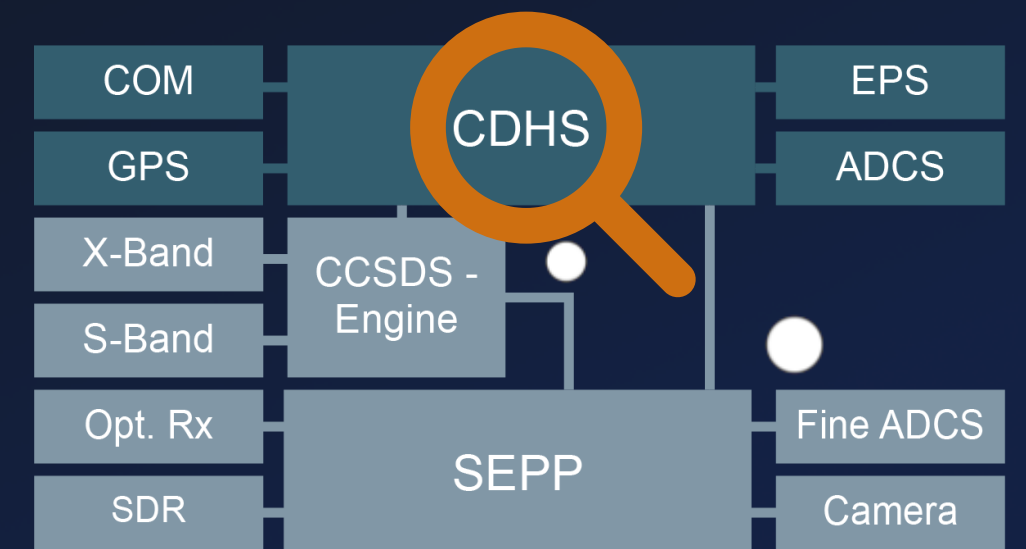 COM
CDHS
EPS
GPS
ADCS
X-Band
CCSDS -
Engine
S-Band
Opt. Rx
SEPP
Fine ADCS
SDR
Camera